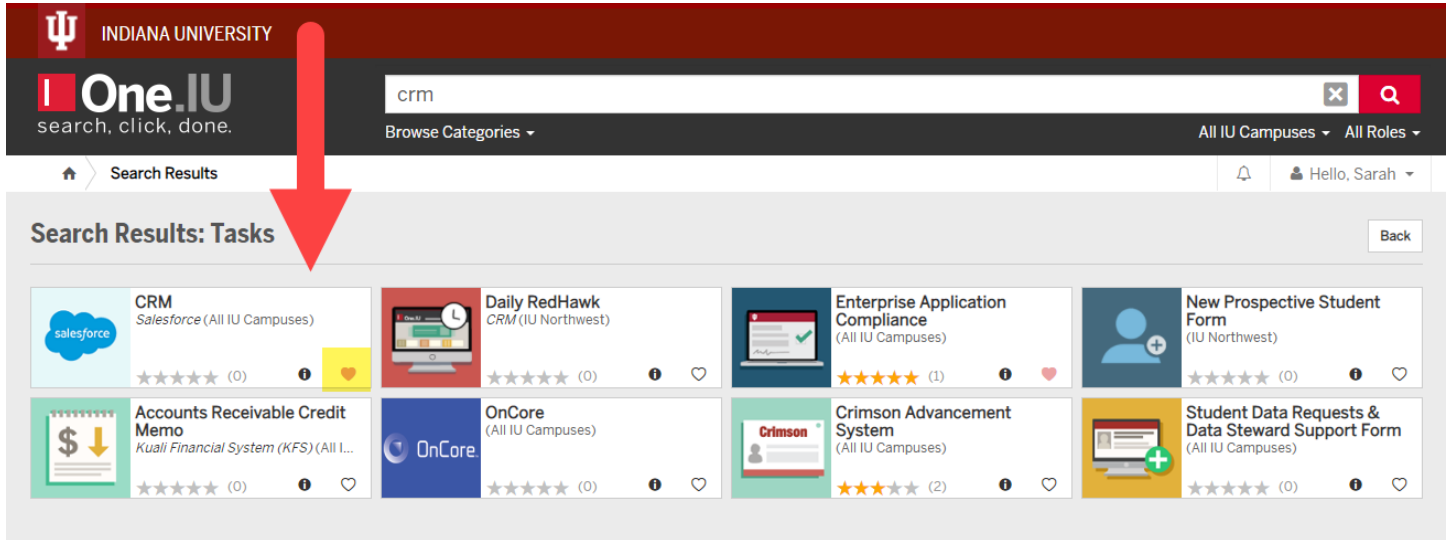 INDIANA UNIVERSITY
One.IU
search, click, done.
crm
Browse Categories
All IU Campuses
All Roles
Search Results
Hello, Sarah
Search Results: Tasks
Back
salesforce
CRM
Salesforce (All IU Campuses)
(0)
Daily RedHawk
CRM (IU Northwest)
(0)
Enterprise Application
Compliance
(All IU Campuses)
(1)
New Prospective Student
Form
(IU Northwest)
(0)
Accounts Receivable Credit
Memo
Kuali Financial System (KFS) (All I...
(0)
OnCore.
OnCore
(All IU Campuses)
(0)
Crimson
Crimson Advancement
System
(All IU Campuses)
(2)
Student Data Requests &
Data Steward Support Form
(All IU Campuses)
(0)